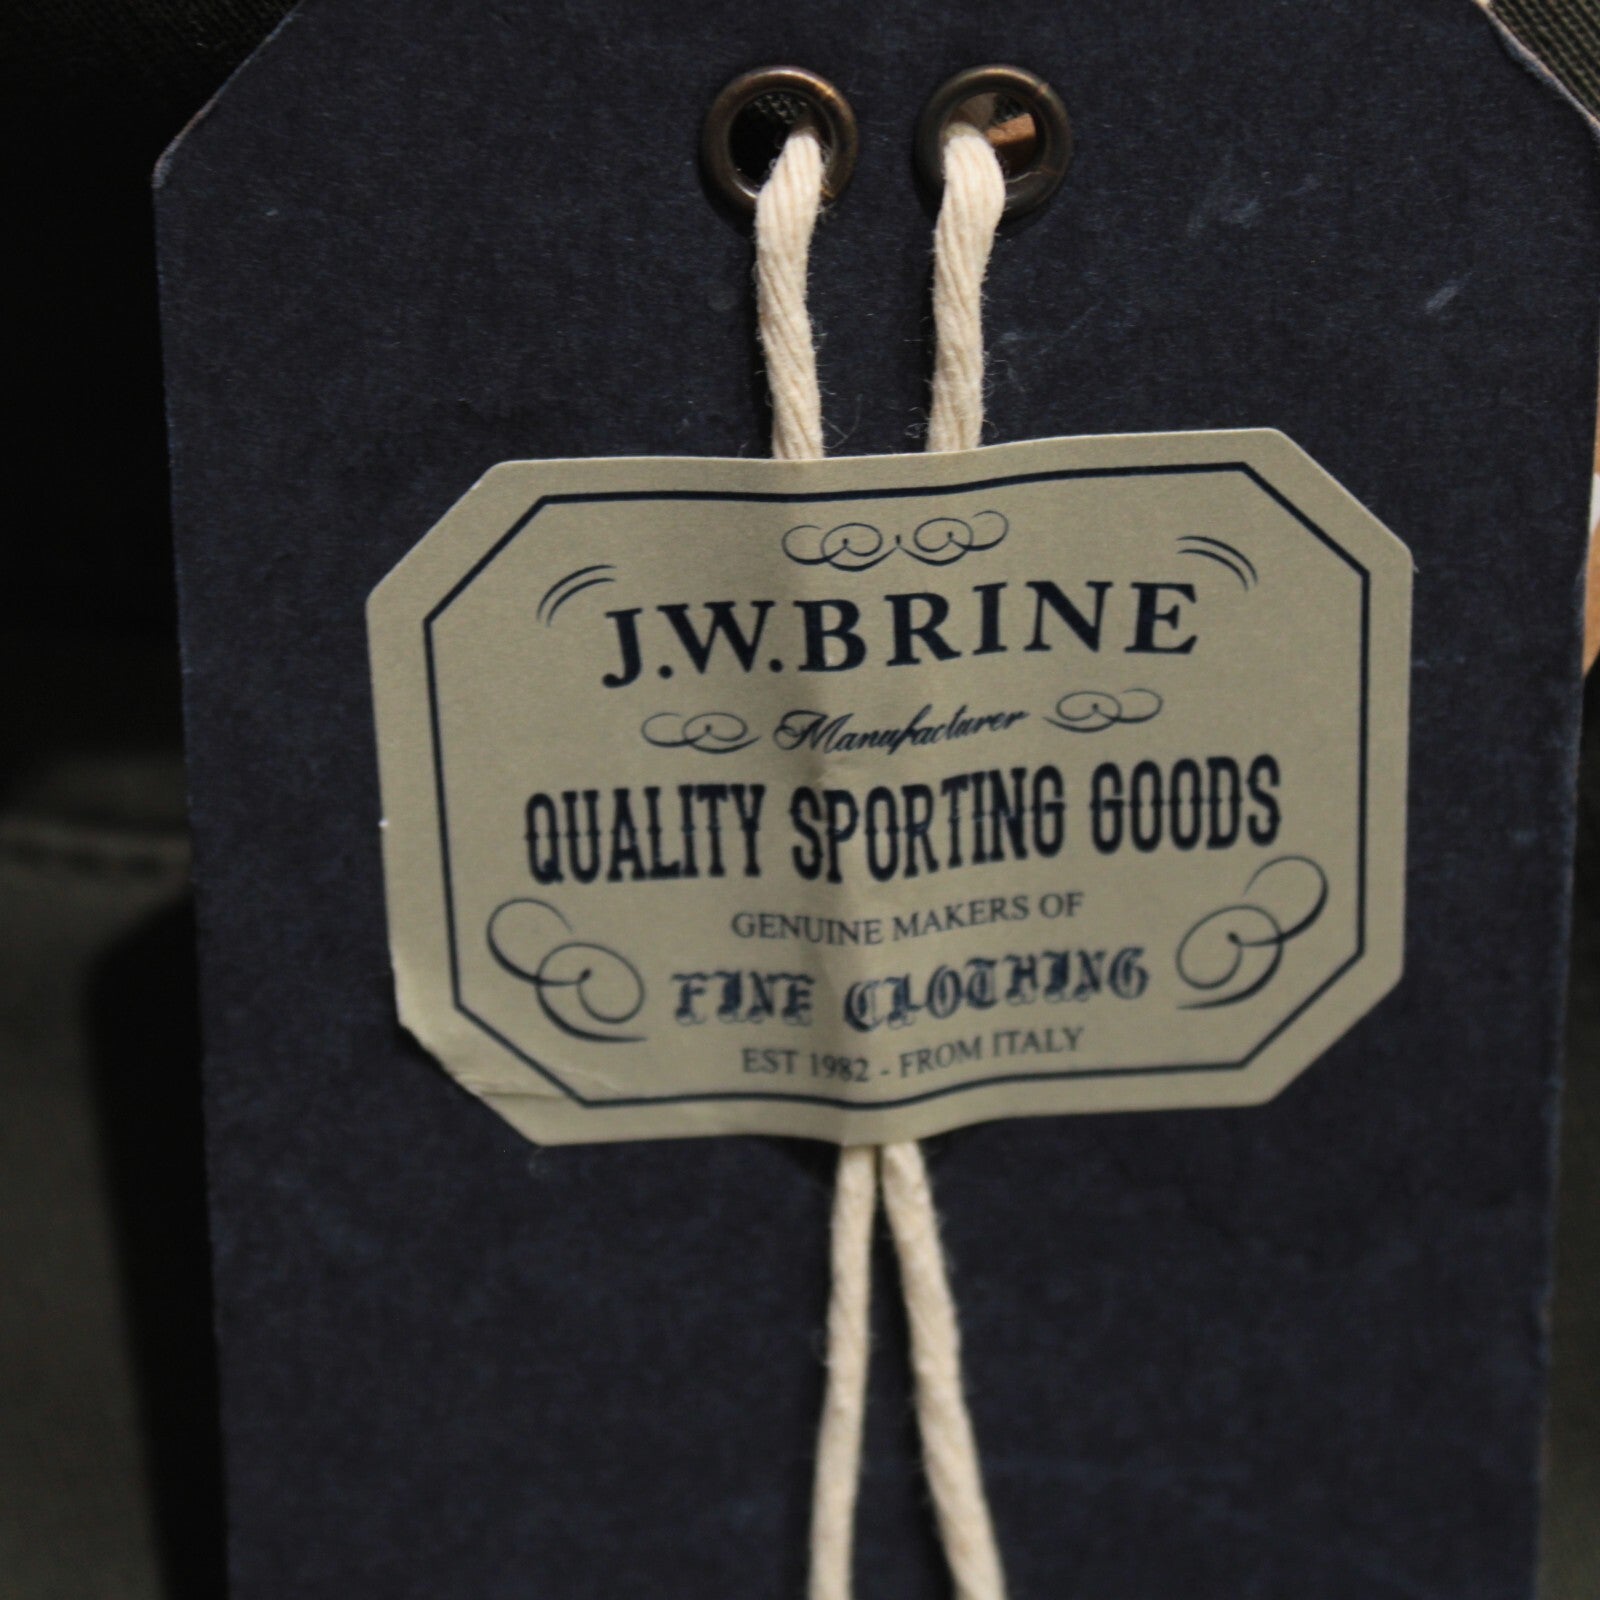 J.W.BRINE
Manufacturer
QUALITY SPORTING GOODS
GENUINE MAKERS OF
FINE CLOTHING
EST 1982 - FROM ITALY